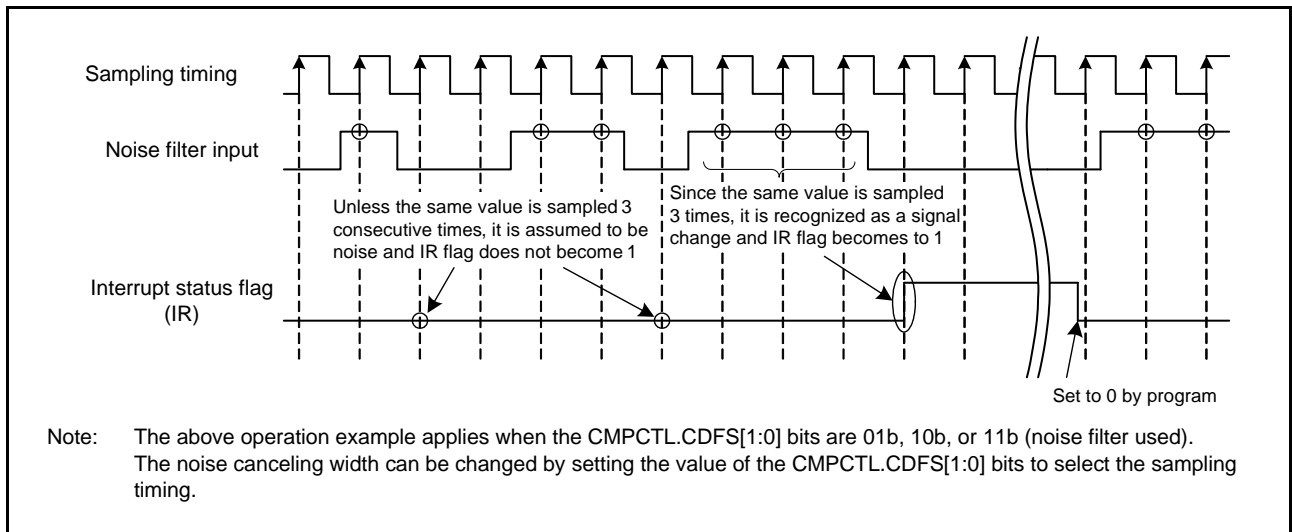 Sampling timing
Noise filter input
Unless the same value is sampled 3
consecutive times, it is assumed to be
noise and IR flag does not become 1
Since the same value is sampled
3 times, it is recognized as a signal
change and IR flag becomes to 1
Interrupt status flag
(IR)
Set to 0 by program
Note: The above operation example applies when the CMPCTL.CDFS[1:0] bits are 01b, 10b, or 11b (noise filter used).
The noise canceling width can be changed by setting the value of the CMPCTL.CDFS[1:0] bits to select the sampling
timing.